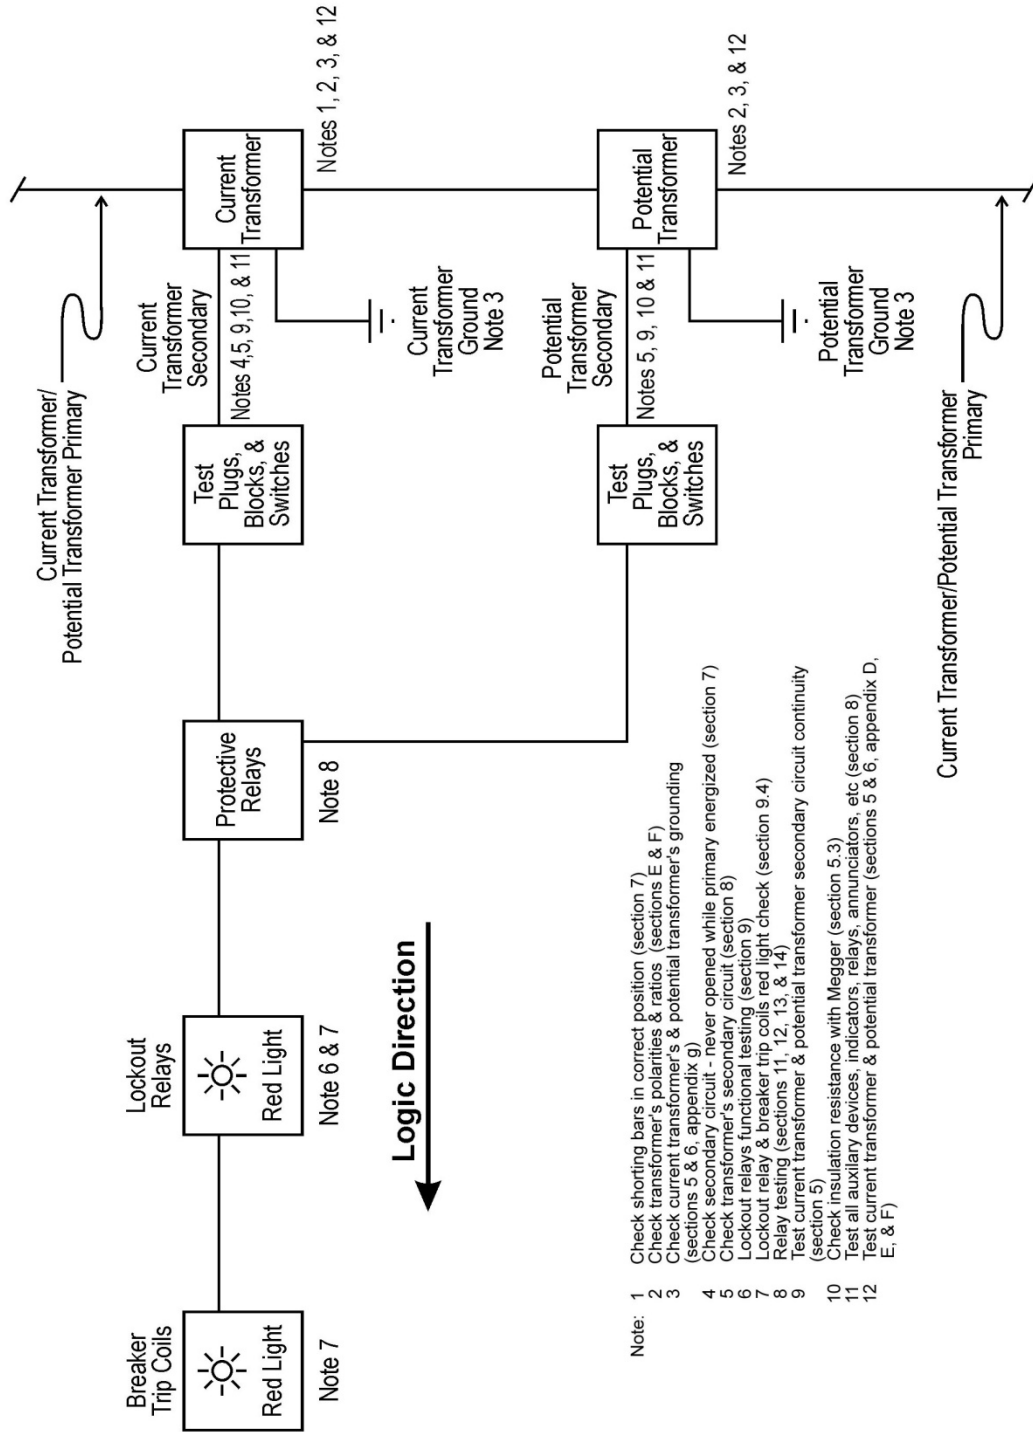 Breaker
Trip Coils
Red Light
Note 7
Lockout
Relays
Red Light
Note 6 & 7
Protective
Relays
Note 8
Test
Plugs,
Blocks, &
Switches
Current
Transformer
Secondary
Notes 4,5, 9,10, & 11
Current
Transformer
Notes 1, 2, 3, & 12
Current Transformer/
Potential Transformer Primary
Current
Transformer
Ground
Note 3
Logic Direction
Test
Plugs,
Blocks, &
Switches
Potential
Transformer
Secondary
Notes 5, 9, 10 & 11
Potential
Transformer
Notes 2, 3, & 12
Potential
Transformer
Ground
Note 3
Current Transformer/Potential Transformer
Primary
Note: 1 Check shorting bars in correct position (section 7)
2 Check transformer's polarities & ratios (sections E & F)
3 Check current transformer's & potential transformer's grounding
(sections 5 & 6, appendix g)
4 Check secondary circuit - never opened while primary energized (section 7)
5 Check transformer's secondary circuit (section 8)
6 Lockout relays functional testing (section 9)
7 Lockout relay & breaker trip coils red light check (section 9.4)
8 Relay testing (sections 11, 12, 13, & 14)
9 Test current transformer & potential transformer secondary circuit continuity
(section 5)
10 Check insulation resistance with Megger (section 5.3)
11 Test all auxilary devices, indicators, relays, annunciators, etc (section 8)
12 Test current transformer & potential transformer (sections 5 & 6, appendix D,
E, & F)